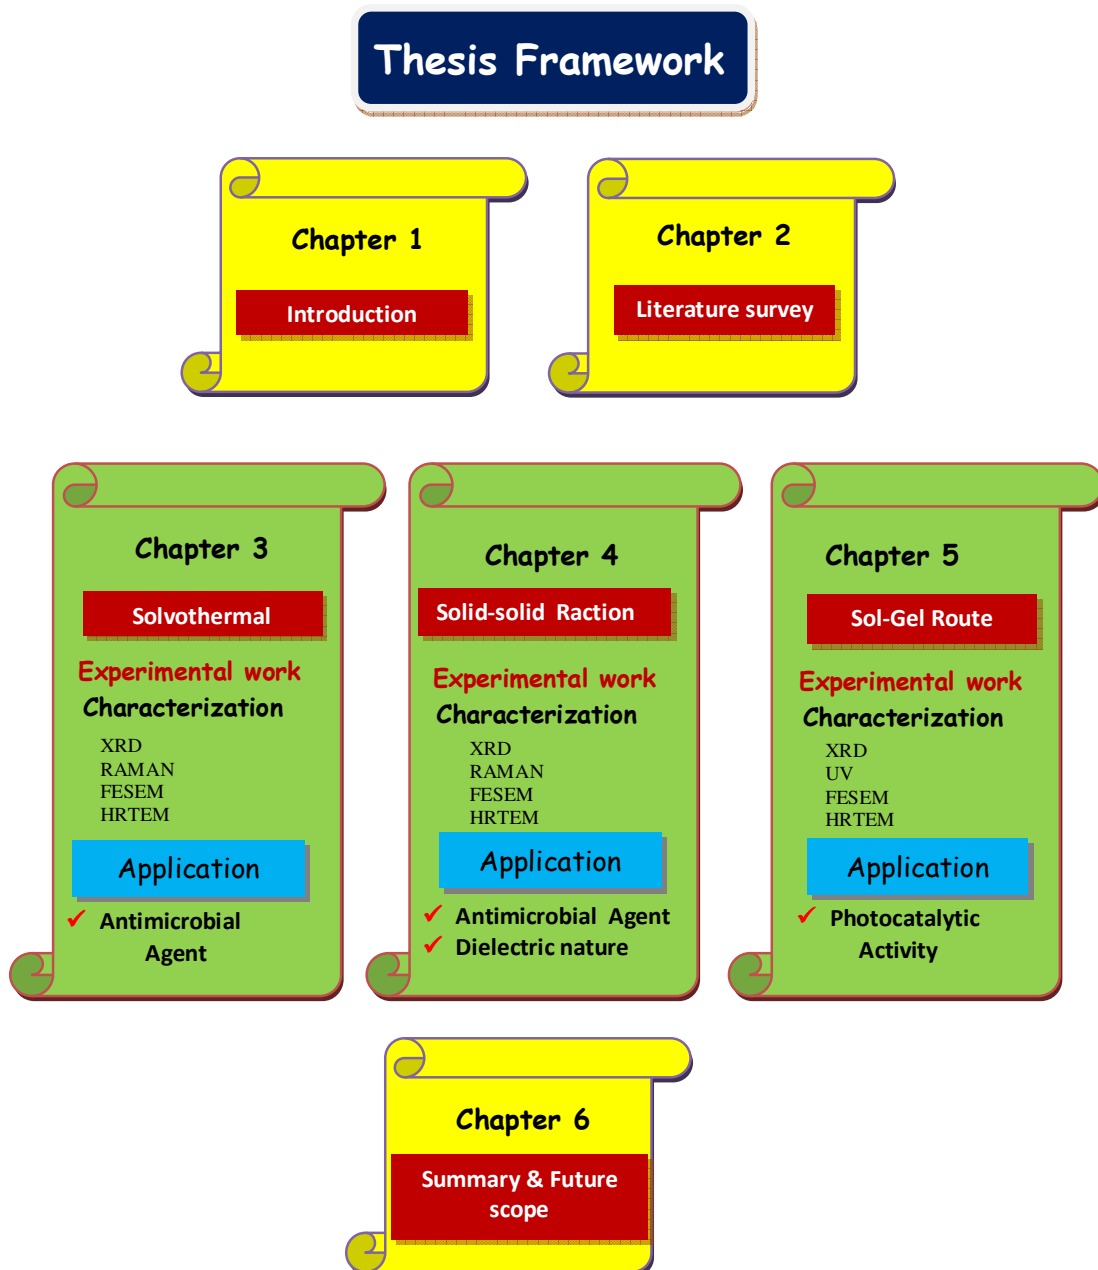 Thesis Framework
Chapter 1
Introduction
Chapter 2
Literature survey
Chapter 3
Solvothermal
Experimental work
Characterization
XRD
RAMAN
FESEM
HRTEM
Application
✓ Antimicrobial
Agent
Chapter 4
Solid-solid Raction
Experimental work
Characterization
XRD
RAMAN
FESEM
HRTEM
Application
✓ Antimicrobial Agent
✓ Dielectric nature
Chapter 5
Sol-Gel Route
Experimental work
Characterization
XRD
UV
FESEM
HRTEM
Application
✓ Photocatalytic
Activity
Chapter 6
Summary & Future
scope